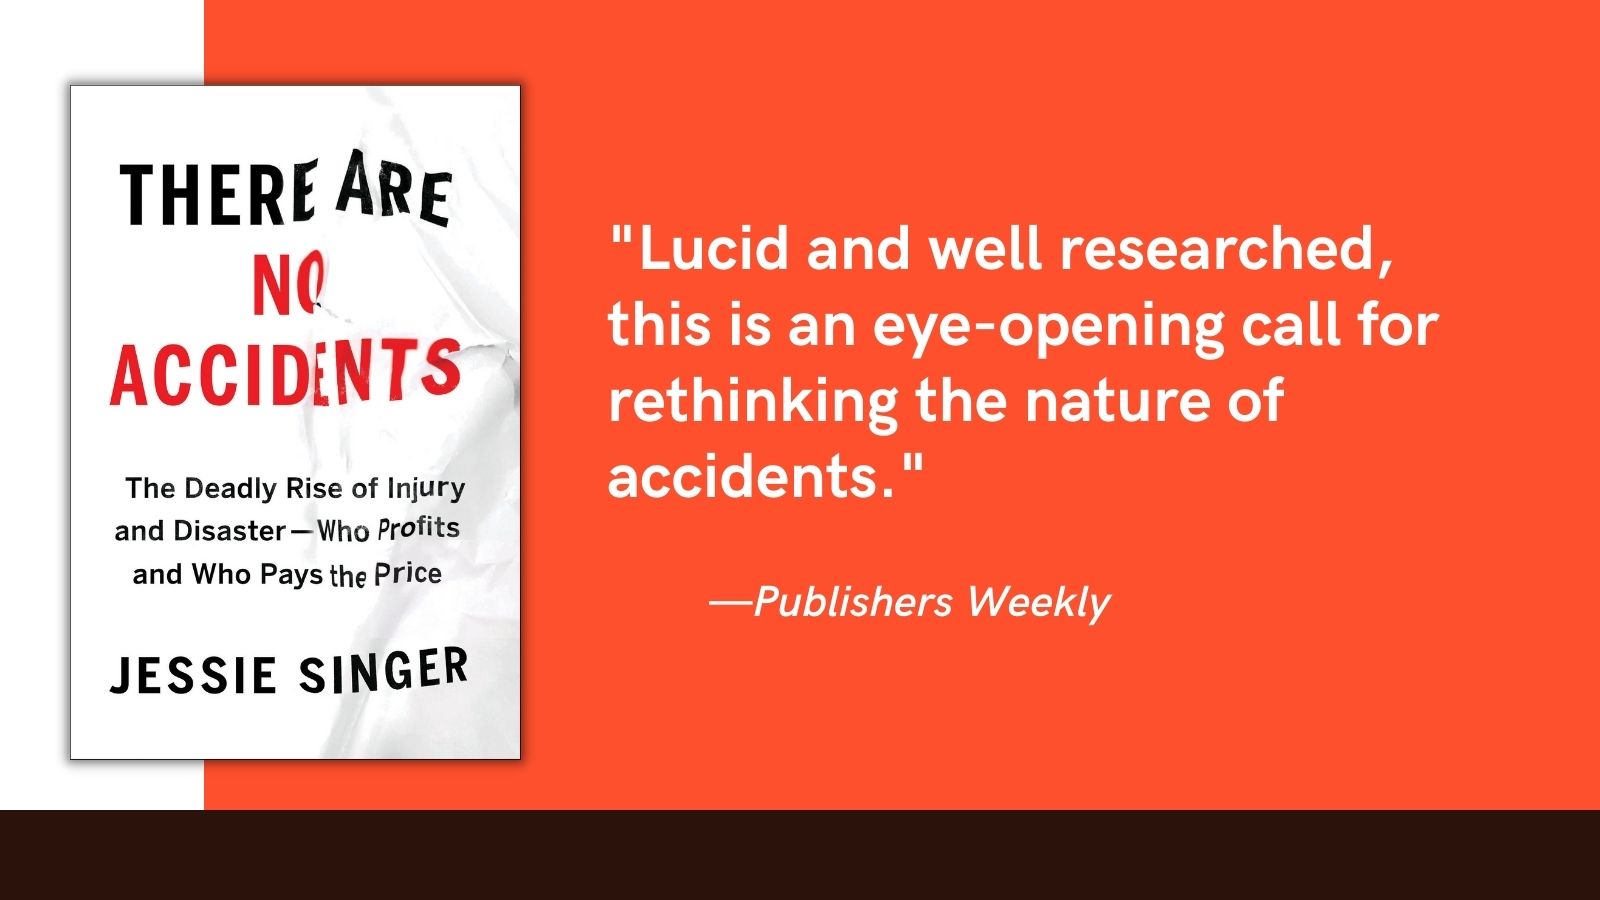 THERE ARE
NO
ACCIDENTS
The Deadly Rise of Injury
and Disaster—Who Profits
and Who Pays the Price
JESSIE SINGER
"Lucid and well researched,
this is an eye-opening call for
rethinking the nature of
accidents."
—Publishers Weekly